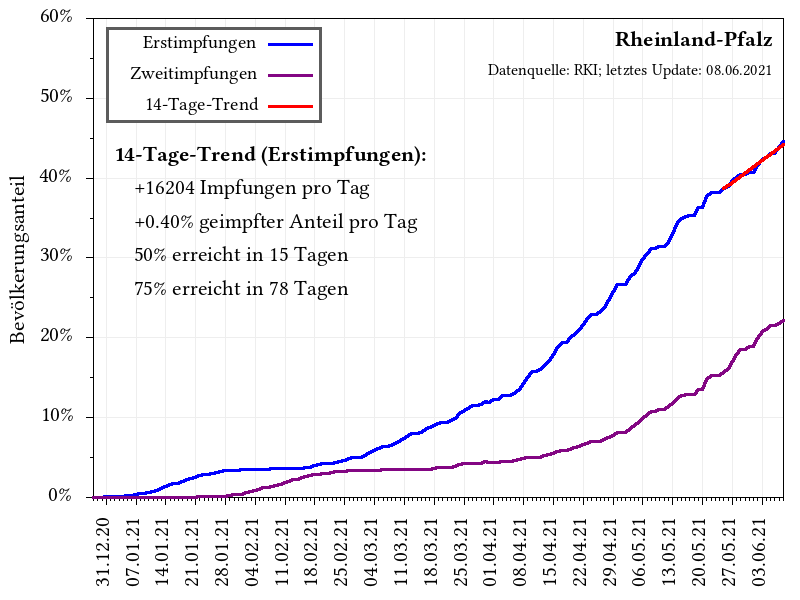 60%
50%
40%
30%
20%
10%
0%
Bevölkerungsanteil
Erstimpfungen
Zweitimpfungen
14-Tage-Trend
Rheinland-Pfalz
Datenquelle: RKI; letztes Update: 08.06.2021
14-Tage-Trend (Erstimpfungen):
+16204 Impfungen pro Tag
+0.40% geimpfter Anteil pro Tag
50% erreicht in 15 Tagen
75% erreicht in 78 Tagen
31.12.20
07.01.21
14.01.21
21.01.21
28.01.21
04.02.21
11.02.21
18.02.21
25.02.21
04.03.21
11.03.21
18.03.21
25.03.21
01.04.21
08.04.21
15.04.21
22.04.21
29.04.21
06.05.21
13.05.21
20.05.21
27.05.21
03.06.21